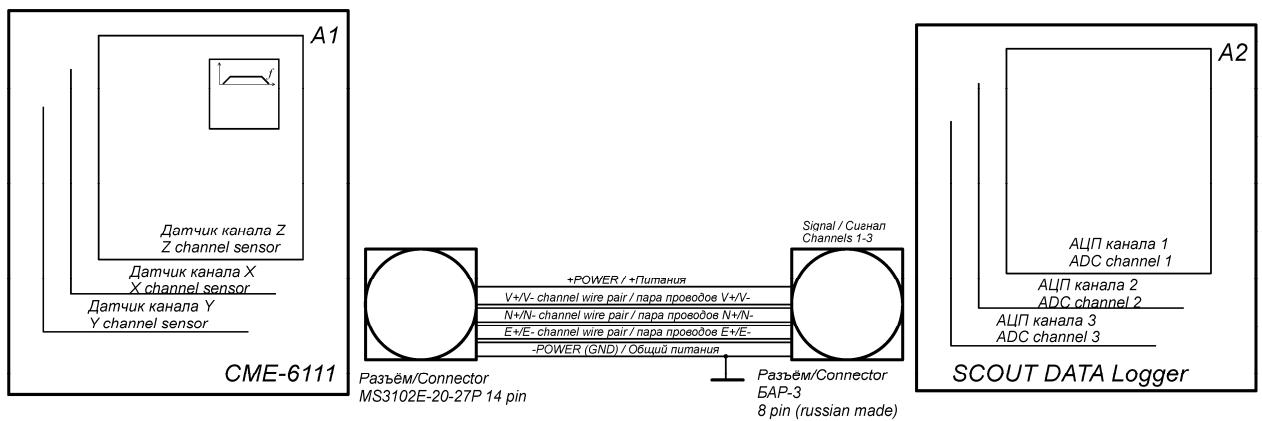 A1
f
Датчик канала Z
Z channel sensor
Датчик канала X
X channel sensor
Датчик канала Y
Y channel sensor
CME-6111
Разъём/Connector
MS3102E-20-27P 14 pin
+POWER / +Питания
V+/V- channel wire pair / пара проводов V+/V-
N+/N- channel wire pair / пара проводов N+/N-
E+/E- channel wire pair / пара проводов E+/E-
-POWER (GND) / Общий питания
Signal / Сигнал
Channels 1-3
Разъём/Connector
БАР-3
8 pin (russian made)
A2
АЦП канала 1
ADC channel 1
АЦП канала 2
ADC channel 2
АЦП канала 3
ADC channel 3
SCOUT DATA Logger